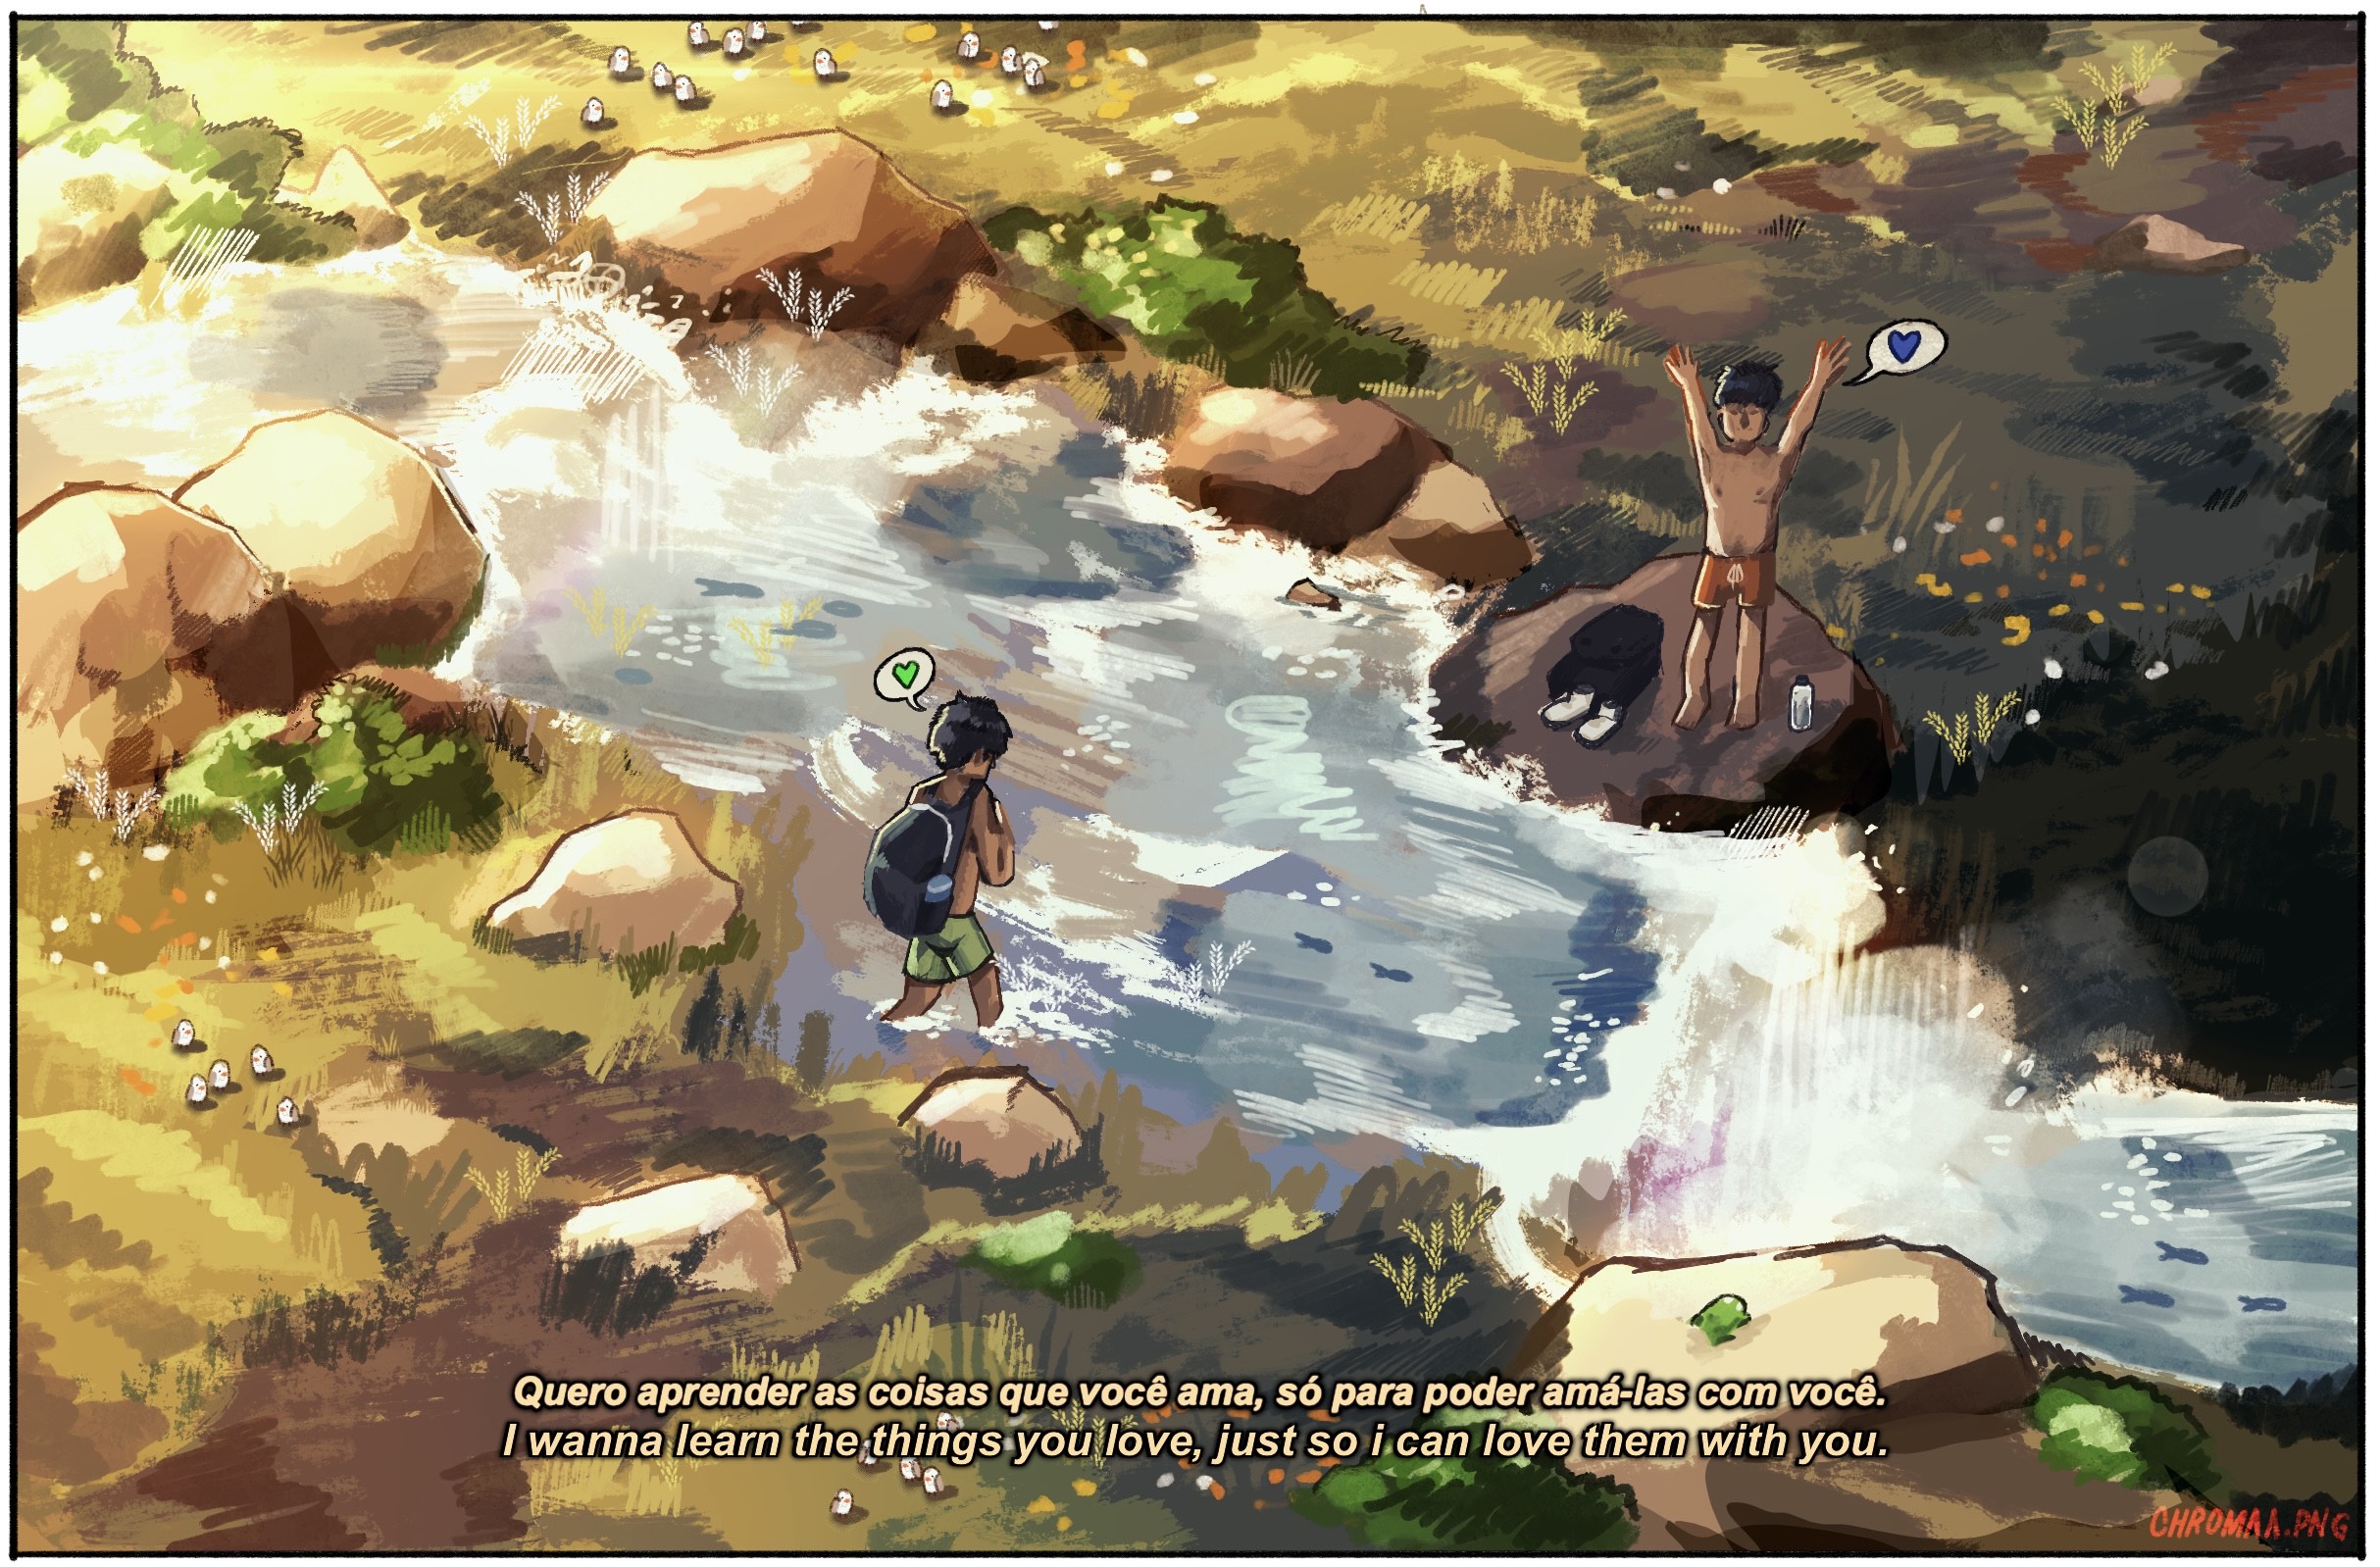 Quero aprender as coisas que você ama, só para poder amá-las com você.
I wanna learn the things you love, just so i can love them with you.
CHROMAA.PNG